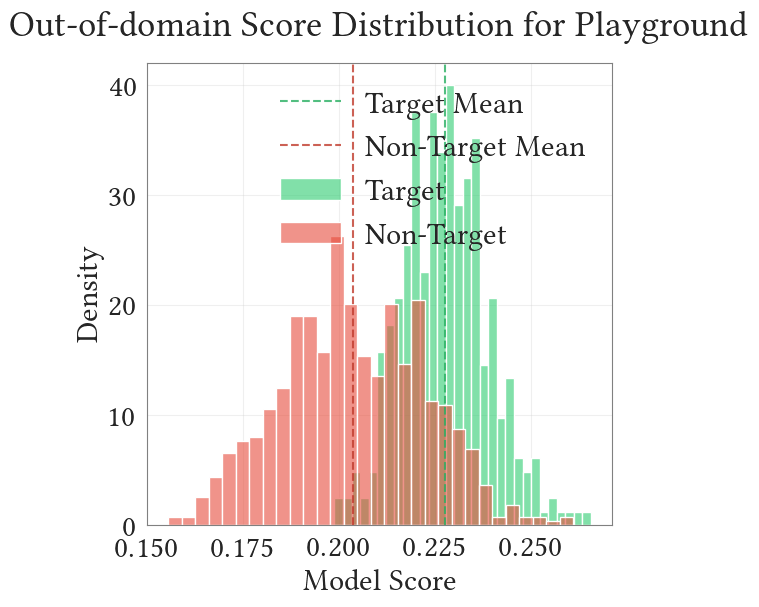 Out-of-domain Score Distribution for Playground
40
30
20
10
0
Density
Target Mean
Non-Target Mean
Target
Non-Target
0.150 0.175 0.200 0.225 0.250
Model Score